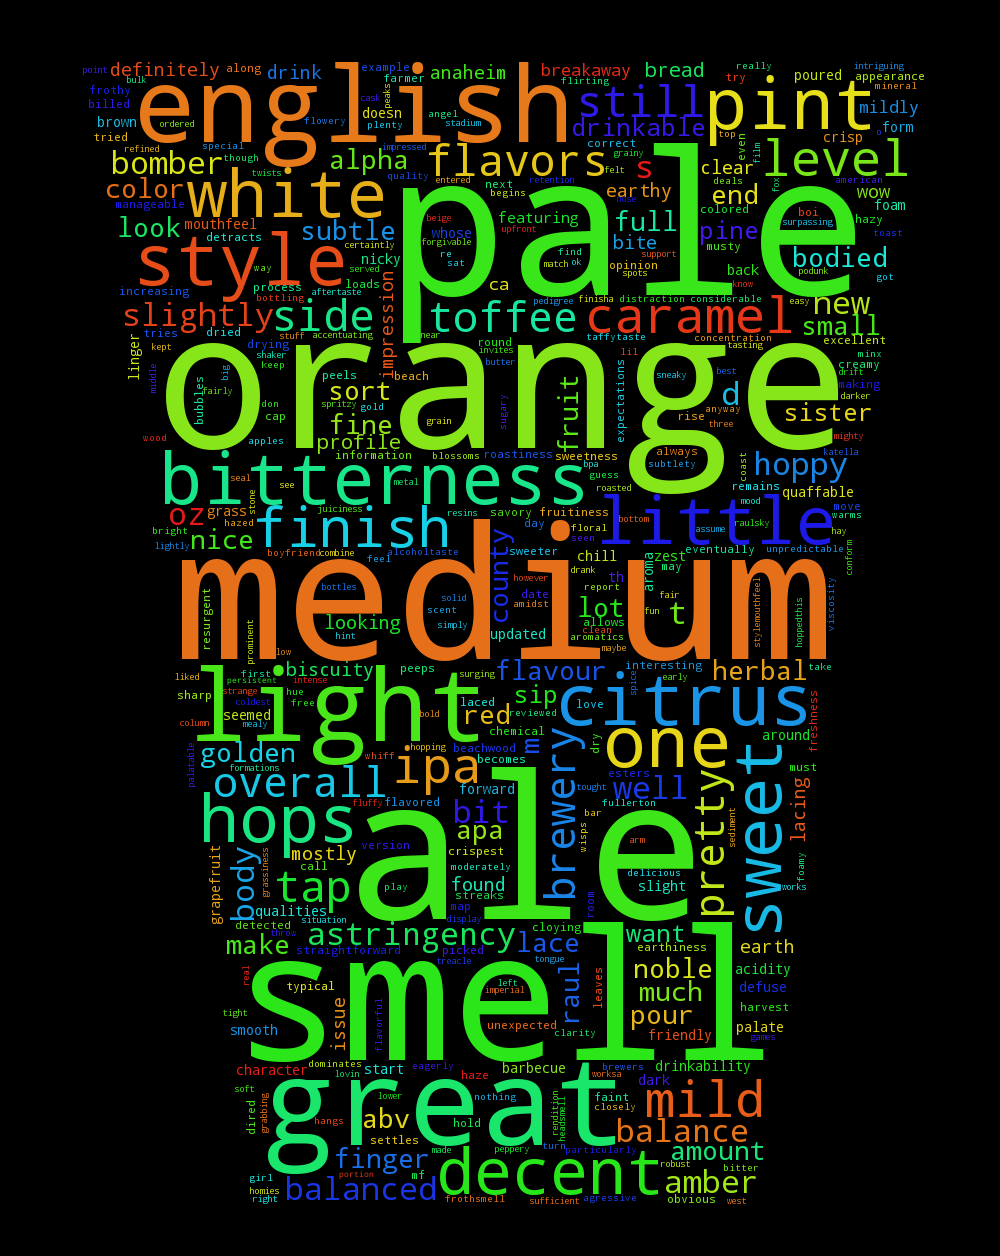 point definitely along drink example anaheim breakaway bread really intriguing
bulk farmer flirting try poured appearance
frothy english peaks still pint mineral
billed cask doesn drinkable mildly
brown ordered flowery plenty angel stadium correct top crisp form
tried special impressed
refined though alpha flavors grainy even film
bomber twists quality felt s clear level
color white entered pale earthy deals fox american wow foam
manageable retention nuse end
look mouthfeel subtle beige next begins featuring full colored boi surpassing hazy
detracts certaintly whose upfront pine toast
style nicky forgivable bite musty bodied
way loads re sat find ok match opinion support back podunk got
process served spots know
increasing bottling aftertaste ca pedigree finisha distraction considerable easy new
slightly side impression toffee caramel small
tries dried stuff accentuating near round taffytaste concentration excellent
linger drying shaker invites lil tasting creamy
kept keep beach butter minx drift
middle bubbles fairly big peels orange sneaky best making
don spritzy gold sugary fruit expectations d darker
sort cap grain rise anyway three sister
wood apples fine profile always mighty
information blossoms roastiness sweetness coast katella
bitterness metal bpa subtlety hoppy
seal see guess roasted remains quaffable
oz grass stone juiciness resins savory fruitiness little mood move
bright hazed finish day floral bottom assume raulsky warms
nice seen hay
lightly boyfriend combine feel alcoholtaste sweeter chill zest eventually unpredictable conform
medium county drank aroma may
bottles however th report fair stylemouthfeel hoppedthis viscosity
solid date lot fun t
resurgent scent amidst allows
looking simply updated clean
prominent hint aromatics
low maybe
liked first biscuity peeps surging flavour interesting early herbal take
persistent light spice
sharp strange intense laced sip love citrus
seemed coldest hue free bold red reviewed freshness
column mealy chemical around
golden whiff hopping beachwood m dry one
palatable formations ipa becomes esters must
overall forward brewery tought well pretty sweet lacing
hops fluffy flavored bit fullerton
bar wisps sediment
apa arm foamy
grapefruit mostly version crispest
body grassiness call ale moderately delicious
tap play found slight works
streaks
qualities situation map room
detected throw astringency display cloying want
make straightforward picked lace earthiness earth
treacle tongue noble acidity
real typical smell left imperial raul leaves much defuse
tight issue flavorful pour harvest
smooth unexpected clarity friendly palate games
character dominates eagerly barbecue brewers drinkability
lovin start haze worksa dark
soft lower great nothing faint mild
dired grabbing hangs abv hold rendition headsmell closely
settles balance
made peppery turn particularly amount
girl finger decent robust bitter
homies portion mf amber
right balanced frothsmell sufficient agressive obvious west